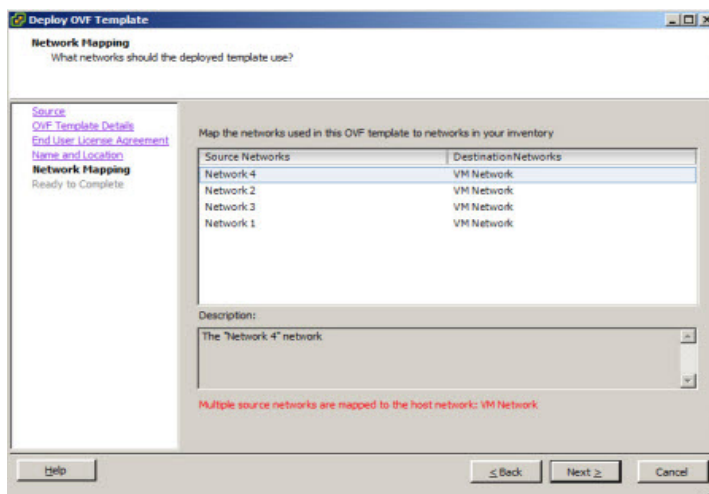 Deploy OVF Template
Network Mapping
What networks should the deployed template use?
Source
OVF Template Details
End User License Agreement
Name and Location
Network Mapping
Ready to Complete
Map the networks used in this OVF template to networks in your inventory
Source Networks DestinationNetworks
Network 4 VM Network
Network 2 VM Network
Network 3 VM Network
Network 1 VM Network
Description:
The "Network 4" network
Multiple source networks are mapped to the host network: VM Network
Help
< Back Next > Cancel